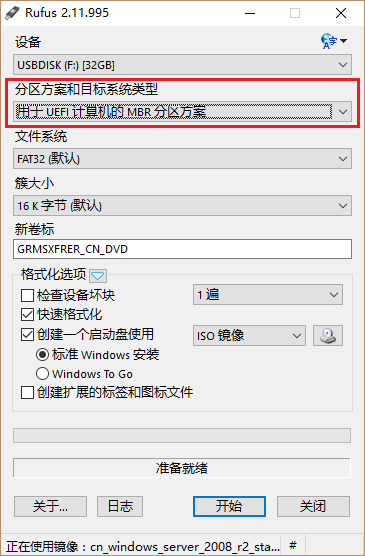 Rufus 2.11.995
设备
USBDISK (F:) [32GB]
分区方案和目标系统类型
用于 UEFI 计算机的 MBR 分区方案
文件系统
FAT32 (默认)
簇大小
16 K 字节 (默认)
新卷标
GRMSXFRER_CN_DVD
格式化选项
检查设备坏块 1 遍
快速格式化
创建一个启动盘使用 ISO 镜像
标准 Windows 安装
Windows To Go
创建扩展的标签和图标文件
准备就绪
关于... 日志 开始 关闭
正在使用镜像：cn_windows_server_2008_r2_sta... #